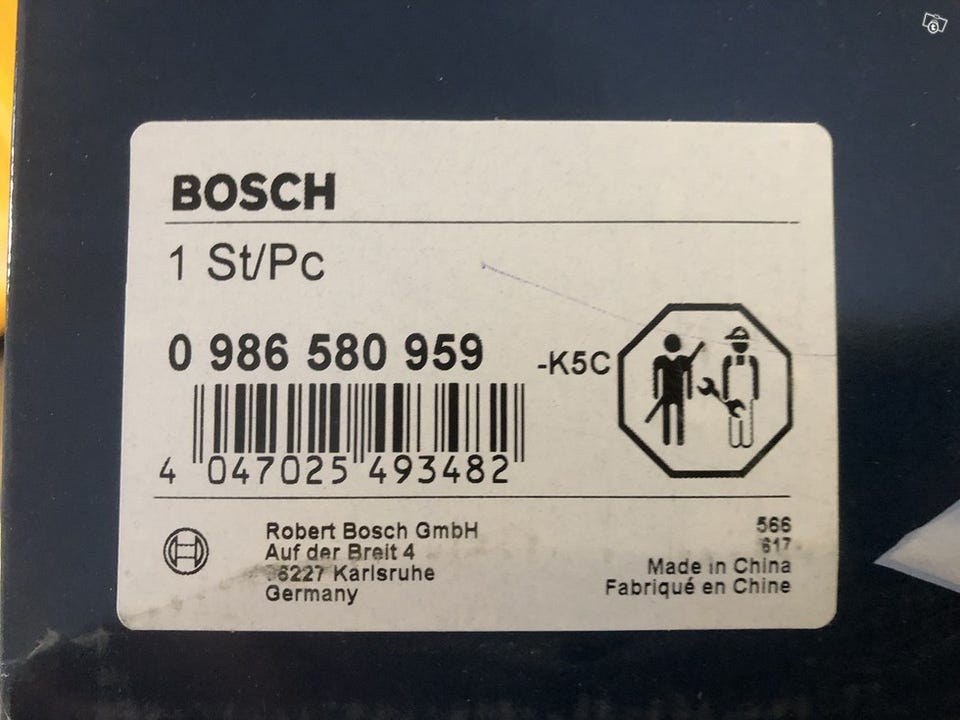 BOSCH
1 St/Pc
0 986 580 959
-K5C
4 047025 493482
Robert Bosch GmbH
Auf der Breit 4
76227 Karlsruhe
Germany
566
617
Made in China
Fabriqué en Chine